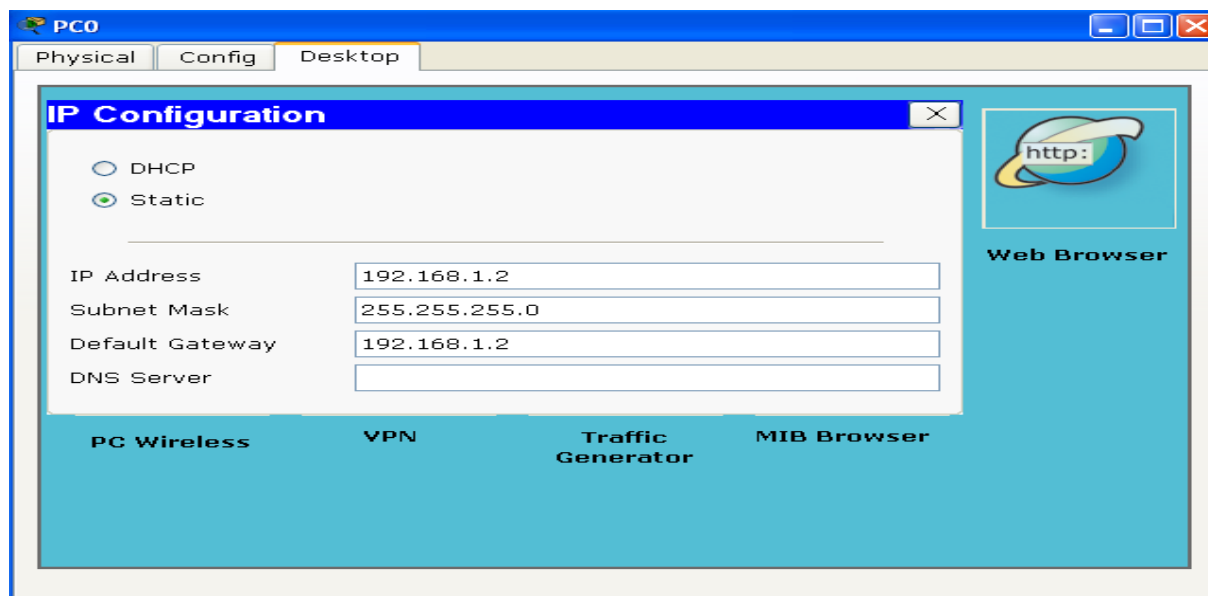 PC0
Physical Config Desktop
IP Configuration
http:
DHCP
Static
Web Browser
IP Address 192.168.1.2
Subnet Mask 255.255.255.0
Default Gateway 192.168.1.2
DNS Server
PC Wireless VPN Traffic Generator MIB Browser